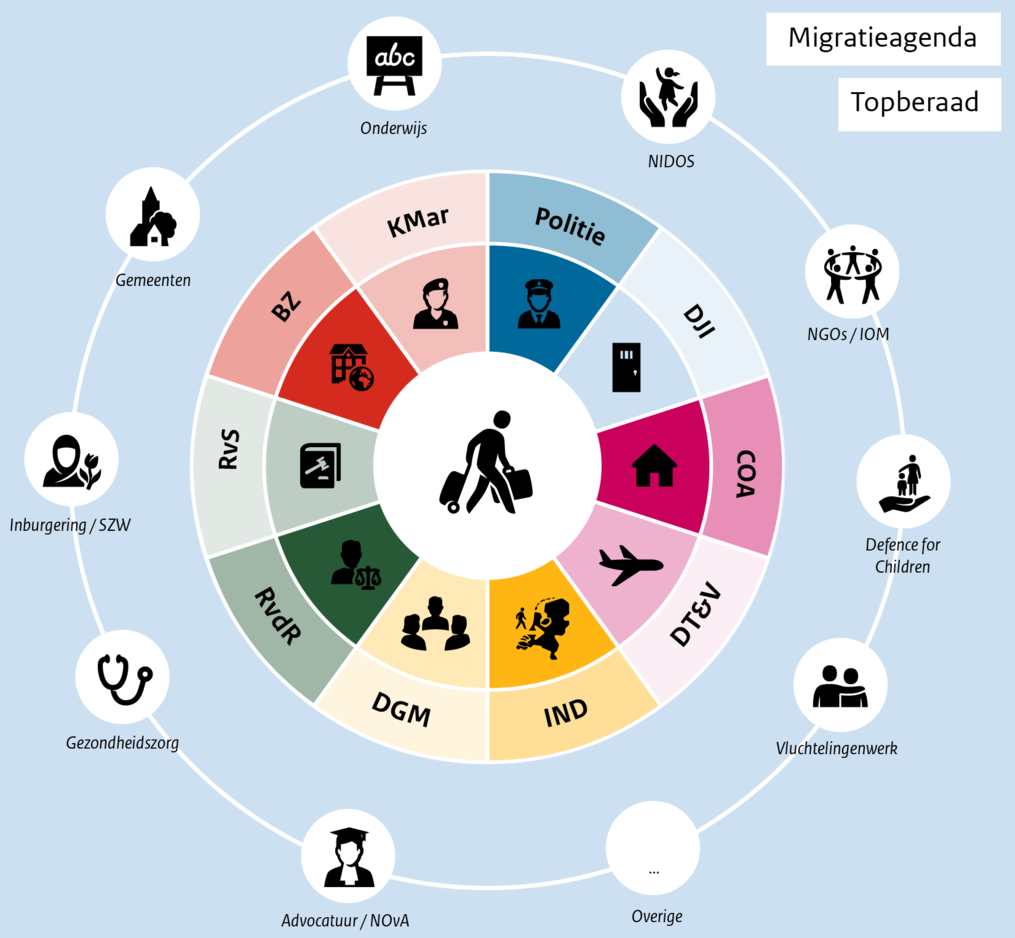 Migratieagenda
Topberaad
abc
Onderwijs
NIDOS
Gemeenten
NGOs / IOM
Inburgering / SZW
Defence for
Children
Gezondheidszorg
Vluchtelingenwerk
Advocatuur / NOvA
...
Overige
KMar
Politie
DJI
COA
DT&V
IND
DGM
RvdR
RvS
BZ